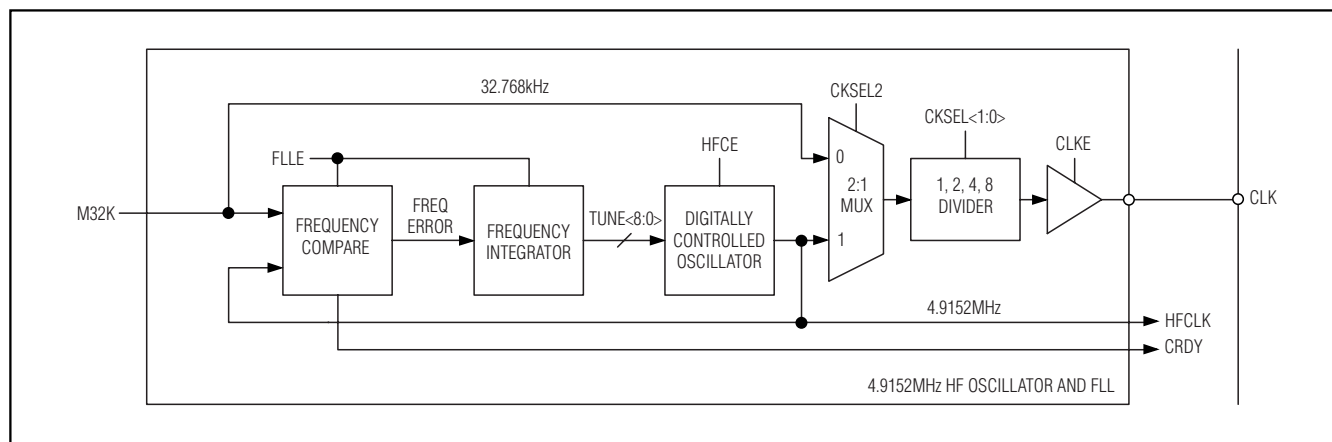 32.768kHz
CKSEL2
CKSEL<1:0>
FLLE
HFCE
CLKE
0
2:1
MUX
1
1, 2, 4, 8
DIVIDER
M32K
CLK
FREQUENCY
COMPARE
FREQ
ERROR
FREQUENCY
INTEGRATOR
TUNE<8:0>
DIGITALLY
CONTROLLED
OSCILLATOR
4.9152MHz
HFCLK
CRDY
4.9152MHz HF OSCILLATOR AND FLL